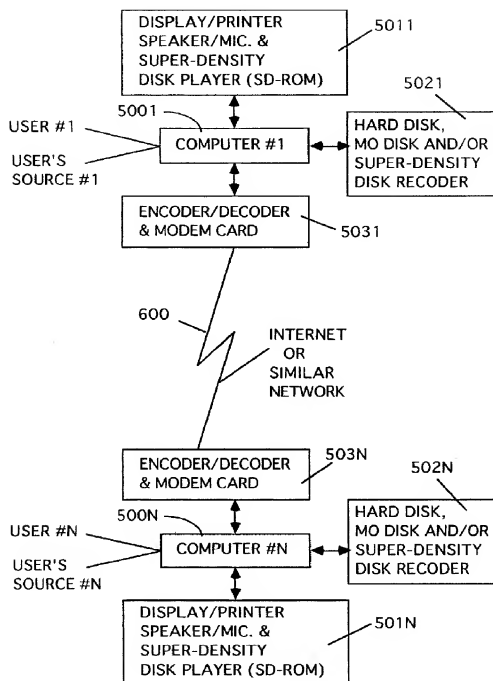 DISPLAY/PRINTER
SPEAKER/MIC. &
SUPER-DENSITY
DISK PLAYER (SD-ROM)
5011
5001
5021
USER #1
USER'S
SOURCE #1
COMPUTER #1
HARD DISK,
MO DISK AND/OR
SUPER-DENSITY
DISK RECODER
ENCODER/DECODER
& MODEM CARD
5031
600
INTERNET
OR
SIMILAR
NETWORK
ENCODER/DECODER
& MODEM CARD
503N
502N
500N
USER #N
USER'S
SOURCE #N
COMPUTER #N
HARD DISK,
MO DISK AND/OR
SUPER-DENSITY
DISK RECODER
DISPLAY/PRINTER
SPEAKER/MIC. &
SUPER-DENSITY
DISK PLAYER (SD-ROM)
501N